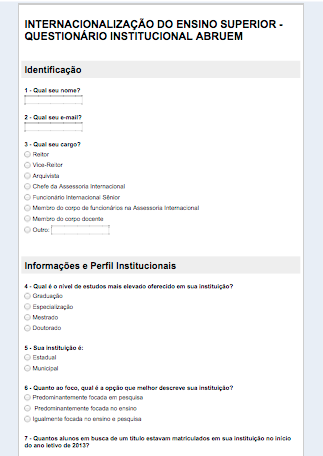 INTERNACIONALIZAÇÃO DO ENSINO SUPERIOR -
QUESTIONÁRIO INSTITUCIONAL ABRUEM
Identificação
1 - Qual seu nome?
2 - Qual seu e-mail?
3 - Qual seu cargo?
Reitor
Vice-Reitor
Arquivista
Chefe da Assessoria Internacional
Funcionário Internacional Sênior
Membro do corpo de funcionários na Assessoria Internacional
Membro do corpo docente
Outro:
Informações e Perfil Institucionais
4 - Qual é o nível de estudos mais elevado oferecido em sua instituição?
Graduação
Especialização
Mestrado
Doutorado
5 - Sua Instituição é:
Estadual
Municipal
6 - Quanto ao foco, qual é a opção que melhor descreve sua instituição?
Predominantemente focada em pesquisa
Predominantemente focada no ensino
Igualmente focada no ensino e pesquisa
7 - Quantos alunos em busca de um título estavam matriculados em sua instituição no início
do ano letivo de 2013?